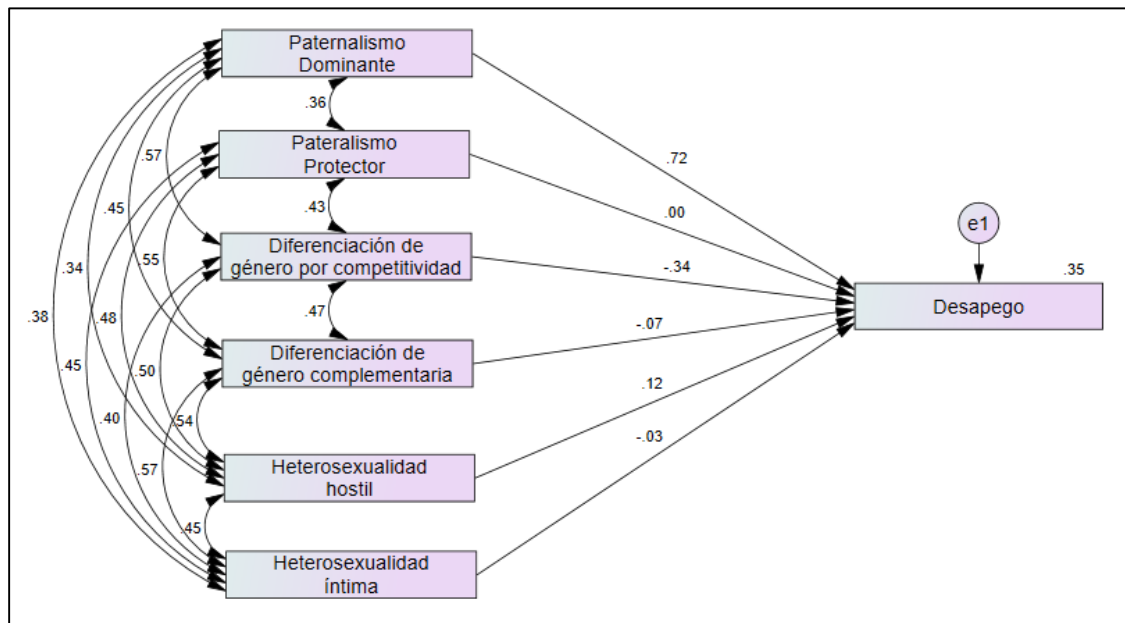 Paternalismo
Dominante
.36
Pateralismo
Protector
.57
.72
.45
.43
.00
e1
Diferenciación de
género por competitividad
.55
-.34
.35
.34
Desapego
.38
.48
.47
-.07
Diferenciación de
género complementaria
.45
.50
.12
.40
.54
.57
-.03
Heterosexualidad
hostil
.45
Heterosexualidad
íntima